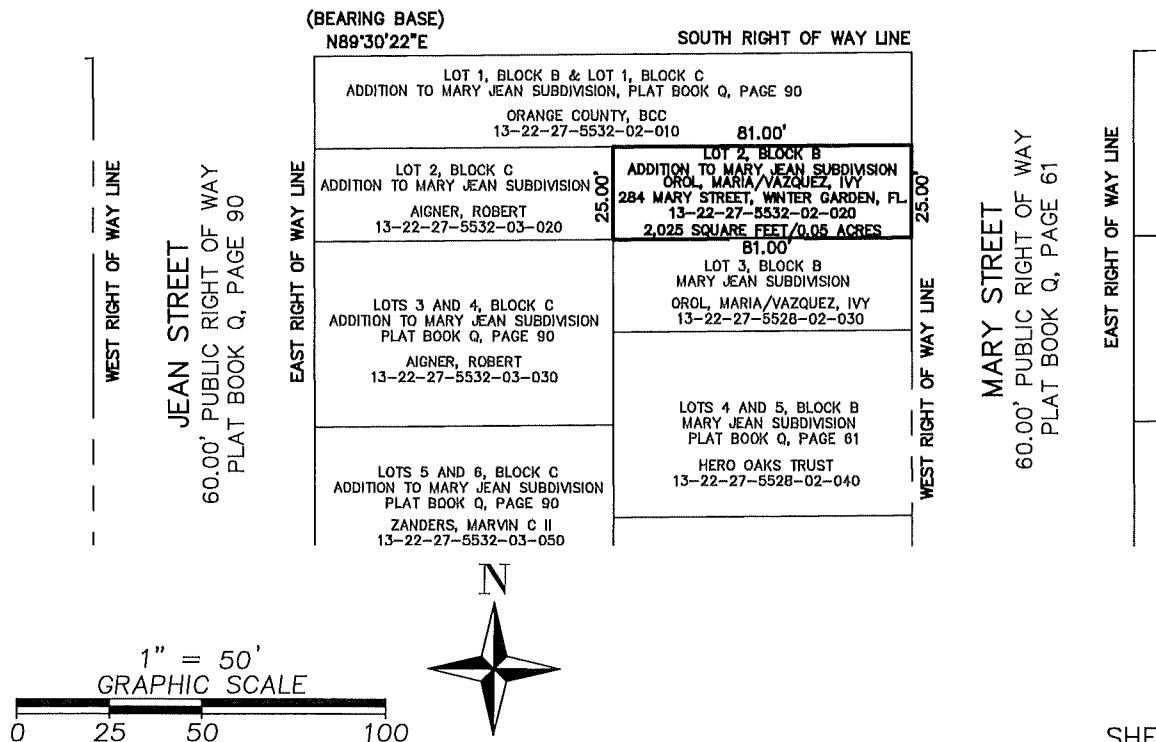 (BEARING BASE)
N89°30'22"E
SOUTH RIGHT OF WAY LINE
LOT 1, BLOCK B & LOT 1, BLOCK C
ADDITION TO MARY JEAN SUBDIVISION, PLAT BOOK Q, PAGE 90
ORANGE COUNTY, BCC
13-22-27-5532-02-010
81.00'
LOT 2, BLOCK C
ADDITION TO MARY JEAN SUBDIVISION
AIGNER, ROBERT
13-22-27-5532-03-020
25.00'
LOT 2, BLOCK B
ADDITION TO MARY JEAN SUBDIVISION
OROL, MARIA/VAZQUEZ, IVY
284 MARY STREET, WINTER GARDEN, FL.
13-22-27-5532-02-020
2,025 SQUARE FEET/0.05 ACRES
25.00'
81.00'
LOT 3, BLOCK B
MARY JEAN SUBDIVISION
OROL, MARIA/VAZQUEZ, IVY
13-22-27-5528-02-030
LOTS 3 AND 4, BLOCK C
ADDITION TO MARY JEAN SUBDIVISION
PLAT BOOK Q, PAGE 90
AIGNER, ROBERT
13-22-27-5532-03-030
LOTS 4 AND 5, BLOCK B
MARY JEAN SUBDIVISION
PLAT BOOK Q, PAGE 61
HERO OAKS TRUST
13-22-27-5528-02-040
LOTS 5 AND 6, BLOCK C
ADDITION TO MARY JEAN SUBDIVISION
PLAT BOOK Q, PAGE 90
ZANDERS, MARVIN C II
13-22-27-5532-03-050
WEST RIGHT OF WAY LINE
JEAN STREET
60.00' PUBLIC RIGHT OF WAY
PLAT BOOK Q, PAGE 90
EAST RIGHT OF WAY LINE
WEST RIGHT OF WAY LINE
MARY STREET
60.00' PUBLIC RIGHT OF WAY
PLAT BOOK Q, PAGE 61
EAST RIGHT OF WAY LINE
N
1" = 50'
GRAPHIC SCALE
0 25 50 100